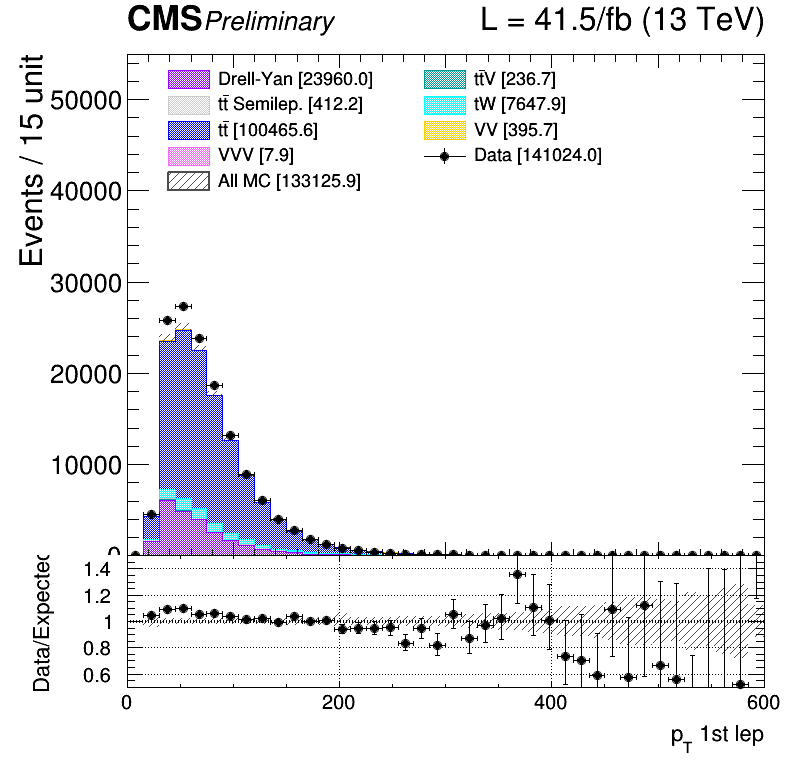 CMS Preliminary L = 41.5/fb (13 TeV)
Events / 15 unit
Drell-Yan [23960.0]
tt̄ Semilep. [412.2]
tt̄ [100465.6]
VVV [7.9]
All MC [133125.9]
tt̄V [236.7]
tW [7647.9]
VV [395.7]
Data [141024.0]
50000
40000
30000
20000
10000
0
Data/Expected
1.4
1.2
1
0.8
0.6
0 200 400 600
p_T 1st lep